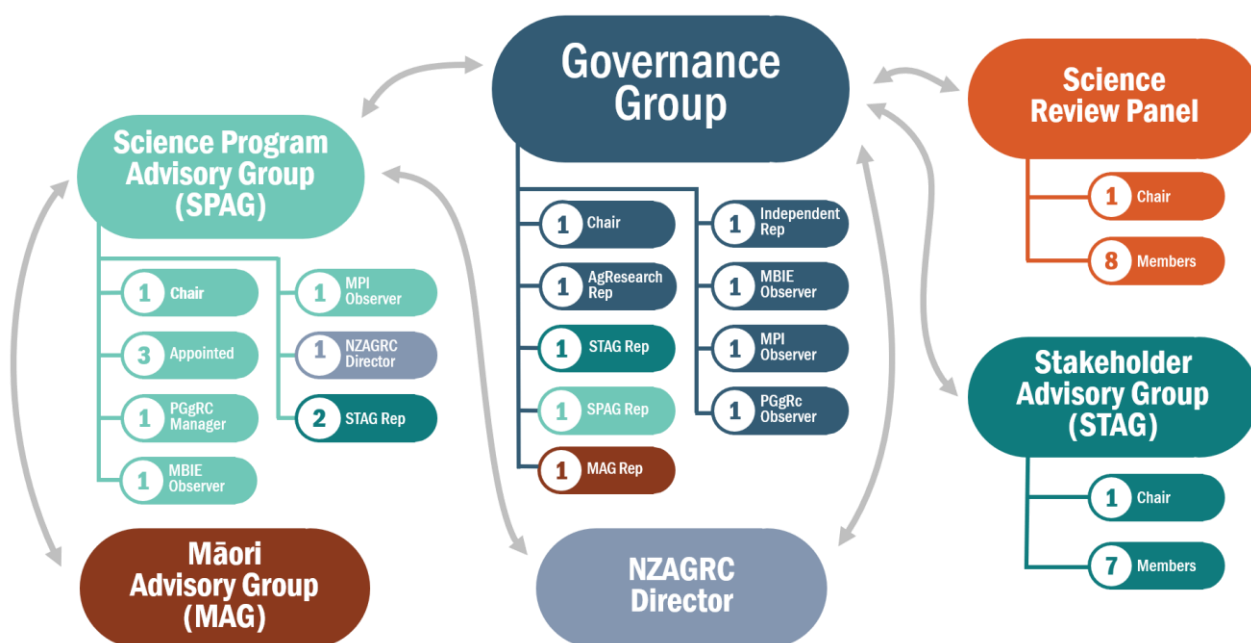 Governance
Group
Science
Review Panel
1 Chair
8 Members
Science Program
Advisory Group
(SPAG)
1 Chair
3 Appointed
1 PGgRC
Manager
1 MBIE
Observer
1 MPI
Observer
1 NZAGRC
Director
2 STAG Rep
1 Chair
1 AgResearch
Rep
1 STAG Rep
1 SPAG Rep
1 MAG Rep
1 Independent
Rep
1 MBIE
Observer
1 MPI
Observer
1 PGgRc
Observer
Stakeholder
Advisory Group
(STAG)
1 Chair
7 Members
Māori
Advisory Group
(MAG)
NZAGRC
Director